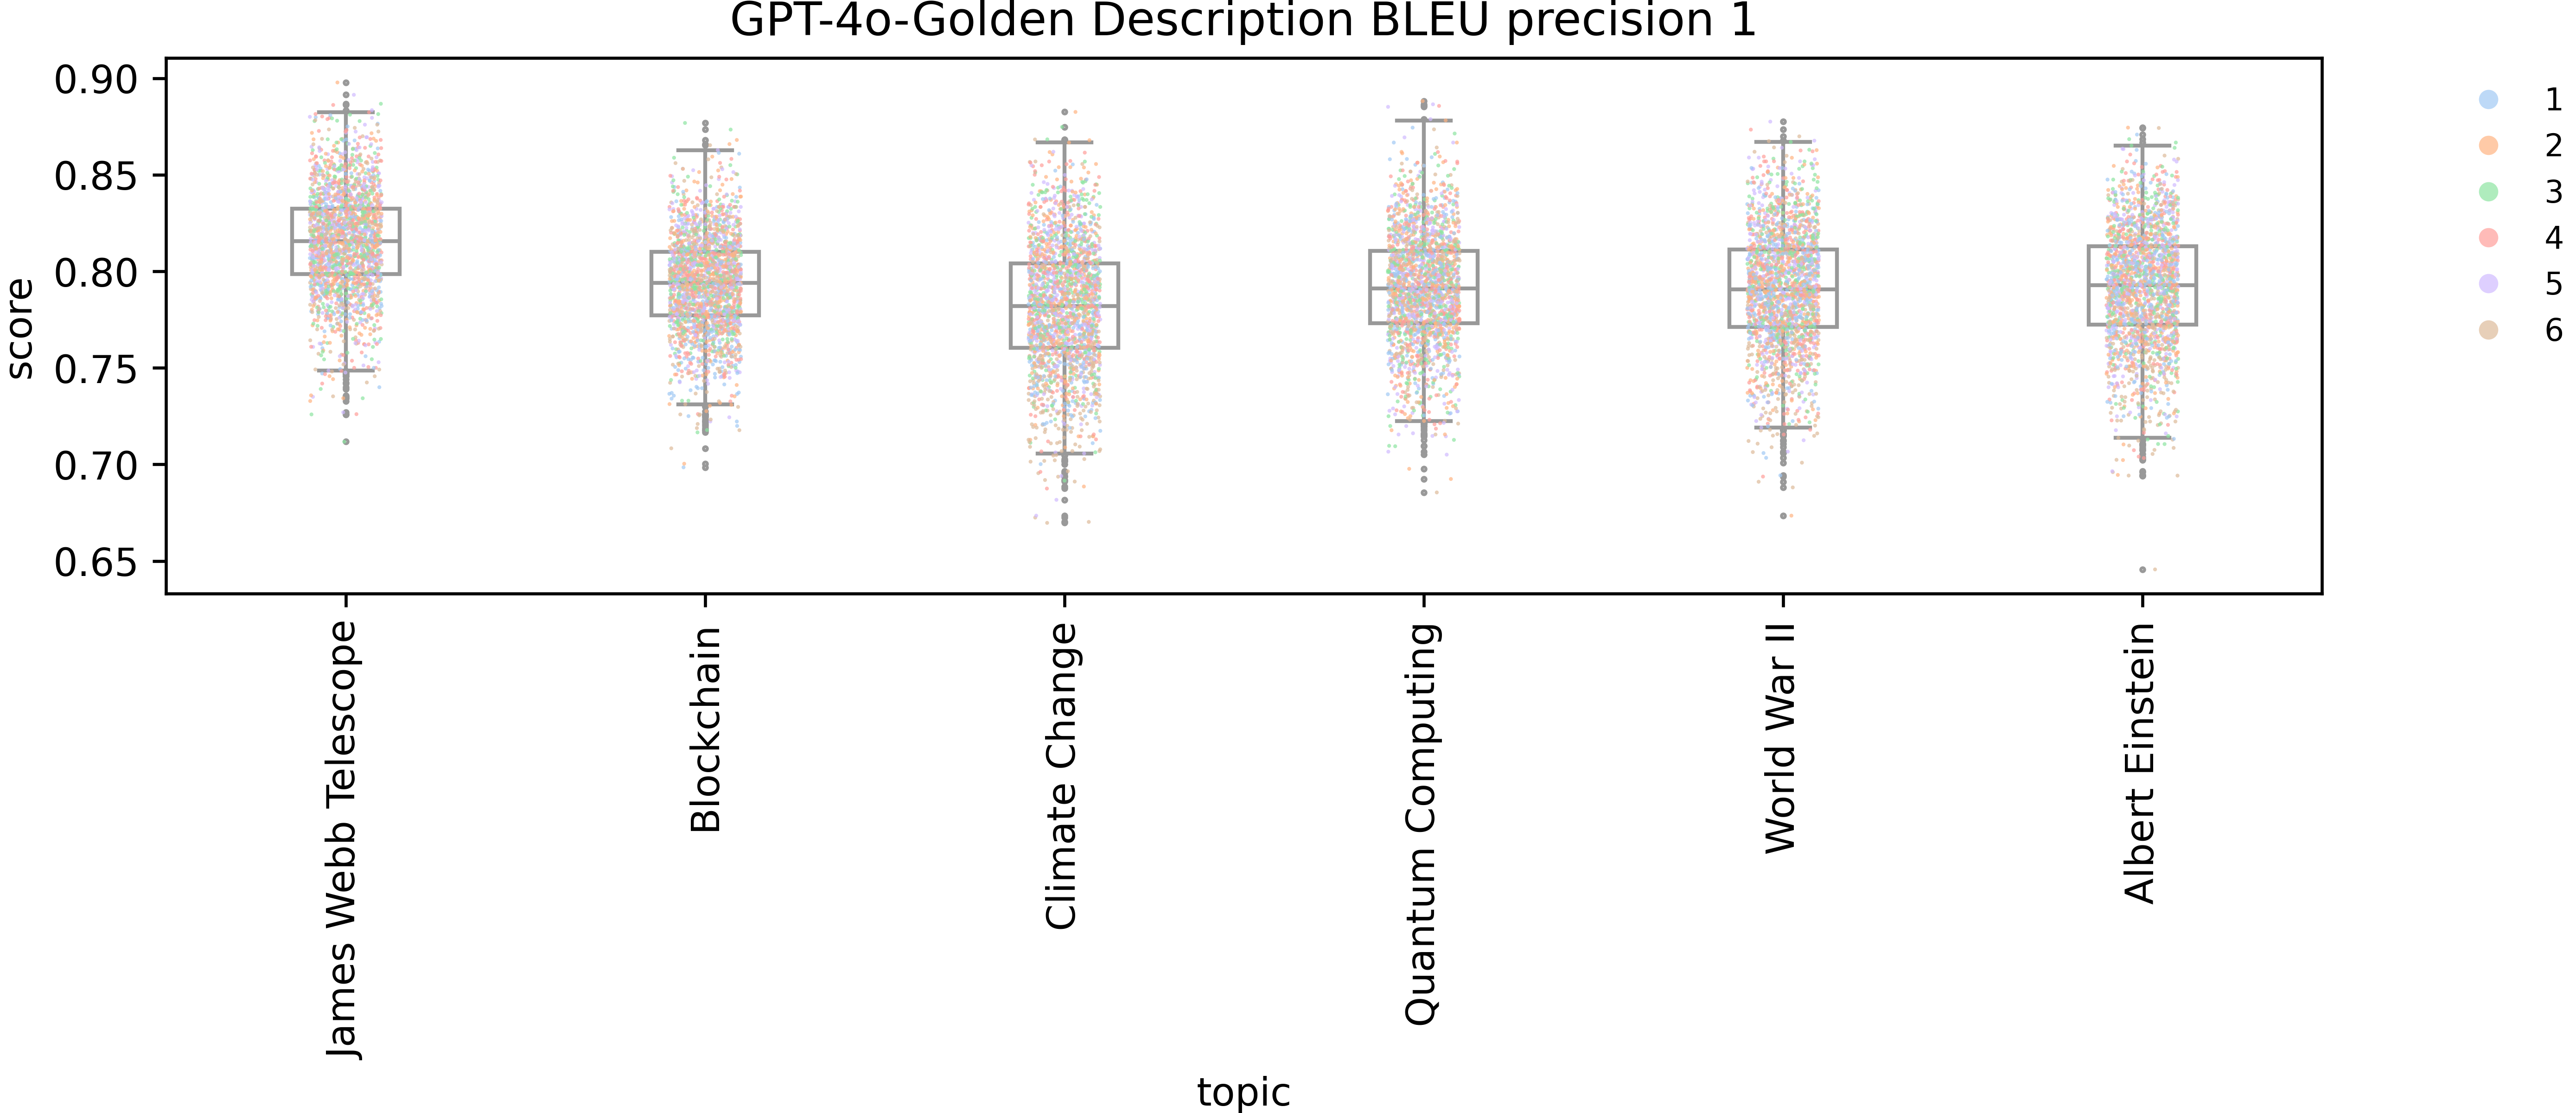 GPT-4o-Golden Description BLEU precision 1
score
0.90
0.85
0.80
0.75
0.70
0.65
James Webb Telescope
Blockchain
Climate Change
Quantum Computing
World War II
Albert Einstein
topic
1
2
3
4
5
6